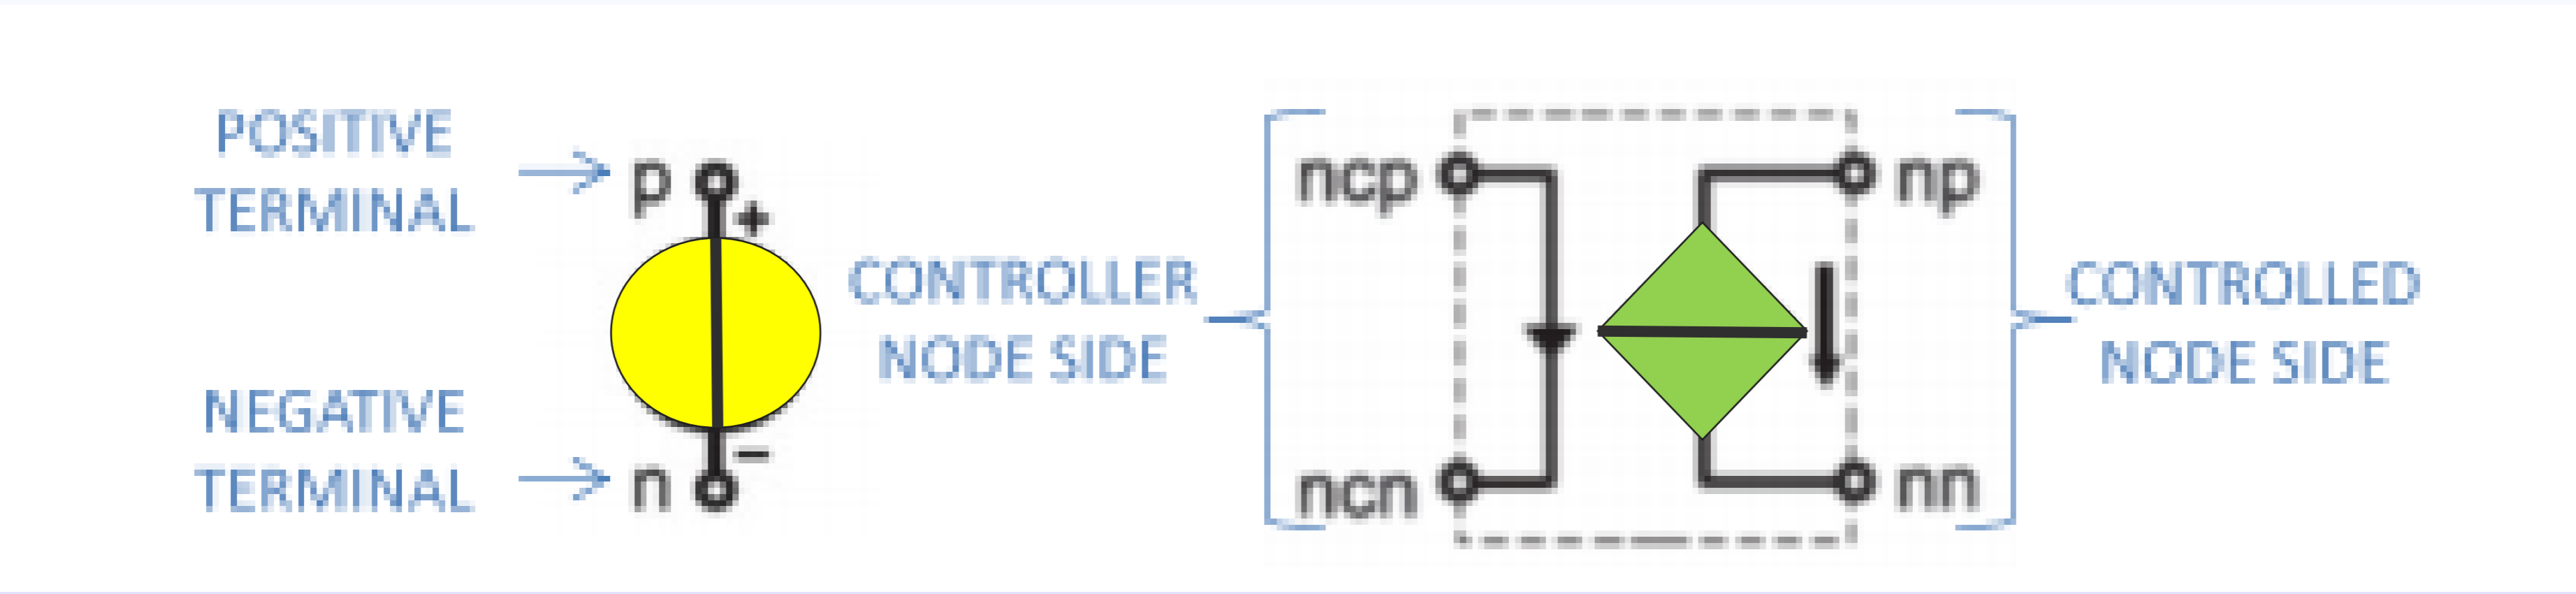 POSITIVE
TERMINAL
p
+
NEGATIVE
TERMINAL
n
−
CONTROLLER
NODE SIDE
ncp
ncn
np
nn
CONTROLLED
NODE SIDE